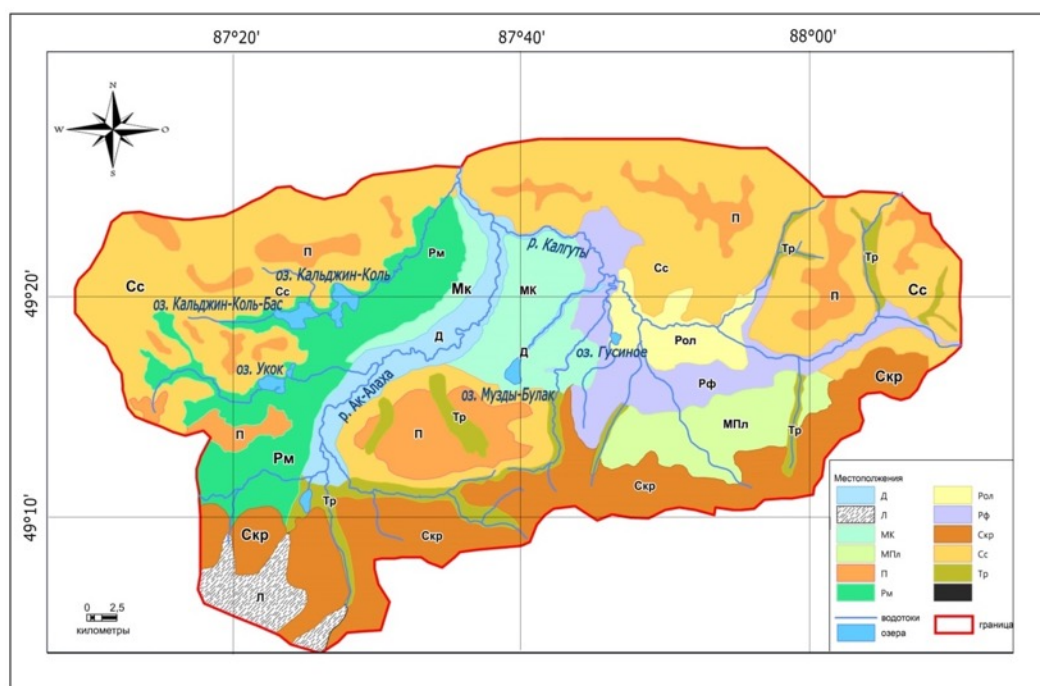 87°20'
87°40'
88°00'
N
W
O
S
49°20'
49°10'
П
Тр
П
р. Калгуты
Рм
Сс
Тр
П
оз. Кальджин-Коль
Сс
Сс
Мк
МК
П
Сс
оз. Кальджин-Коль-Бас
Д
Д
оз. Гусиное
Рол
оз. Укок
р. Ак-Алаха
оз. Музды-Булак
Рф
Скр
П
Тр
П
МПл
Тр
Рм
Тр
Скр
Скр
Скр
Л
0 2,5
километры
Местополжения
Д
Л
МК
МПл
П
Рм
Рол
Рф
Скр
Сс
Тр
водотоки
озера
граница